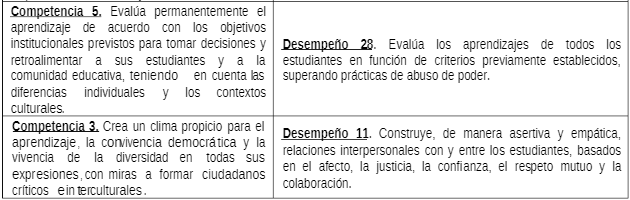 Competencia 5. Evalúa permanentemente el
aprendizaje de acuerdo con los objetivos
institucionales previstos para tomar decisiones y
retroalimentar a sus estudiantes y a la
comunidad educativa, teniendo en cuenta las
diferencias individuales y los contextos
culturales.
Desempeño 28. Evalúa los aprendizajes de todos los
estudiantes en función de criterios previamente establecidos,
superando prácticas de abuso de poder.
Competencia 3. Crea un clima propicio para el
aprendizaje, la convivencia democrática y la
vivencia de la diversidad en todas sus
expresiones, con miras a formar ciudadanos
críticos e interculturales.
Desempeño 11. Construye, de manera asertiva y empática,
relaciones interpersonales con y entre los estudiantes, basados
en el afecto, la justicia, la confianza, el respeto mutuo y la
colaboración.